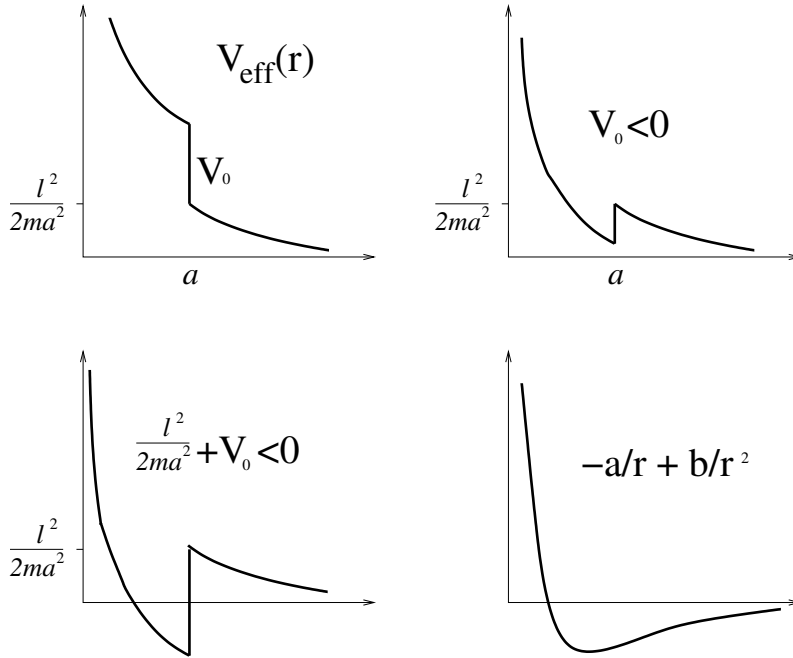 V_eff(r)
V₀
l²
2ma²
a
V₀<0
l²
2ma²
a
l²/2ma²+V₀<0
l²
2ma²
−a/r + b/r²